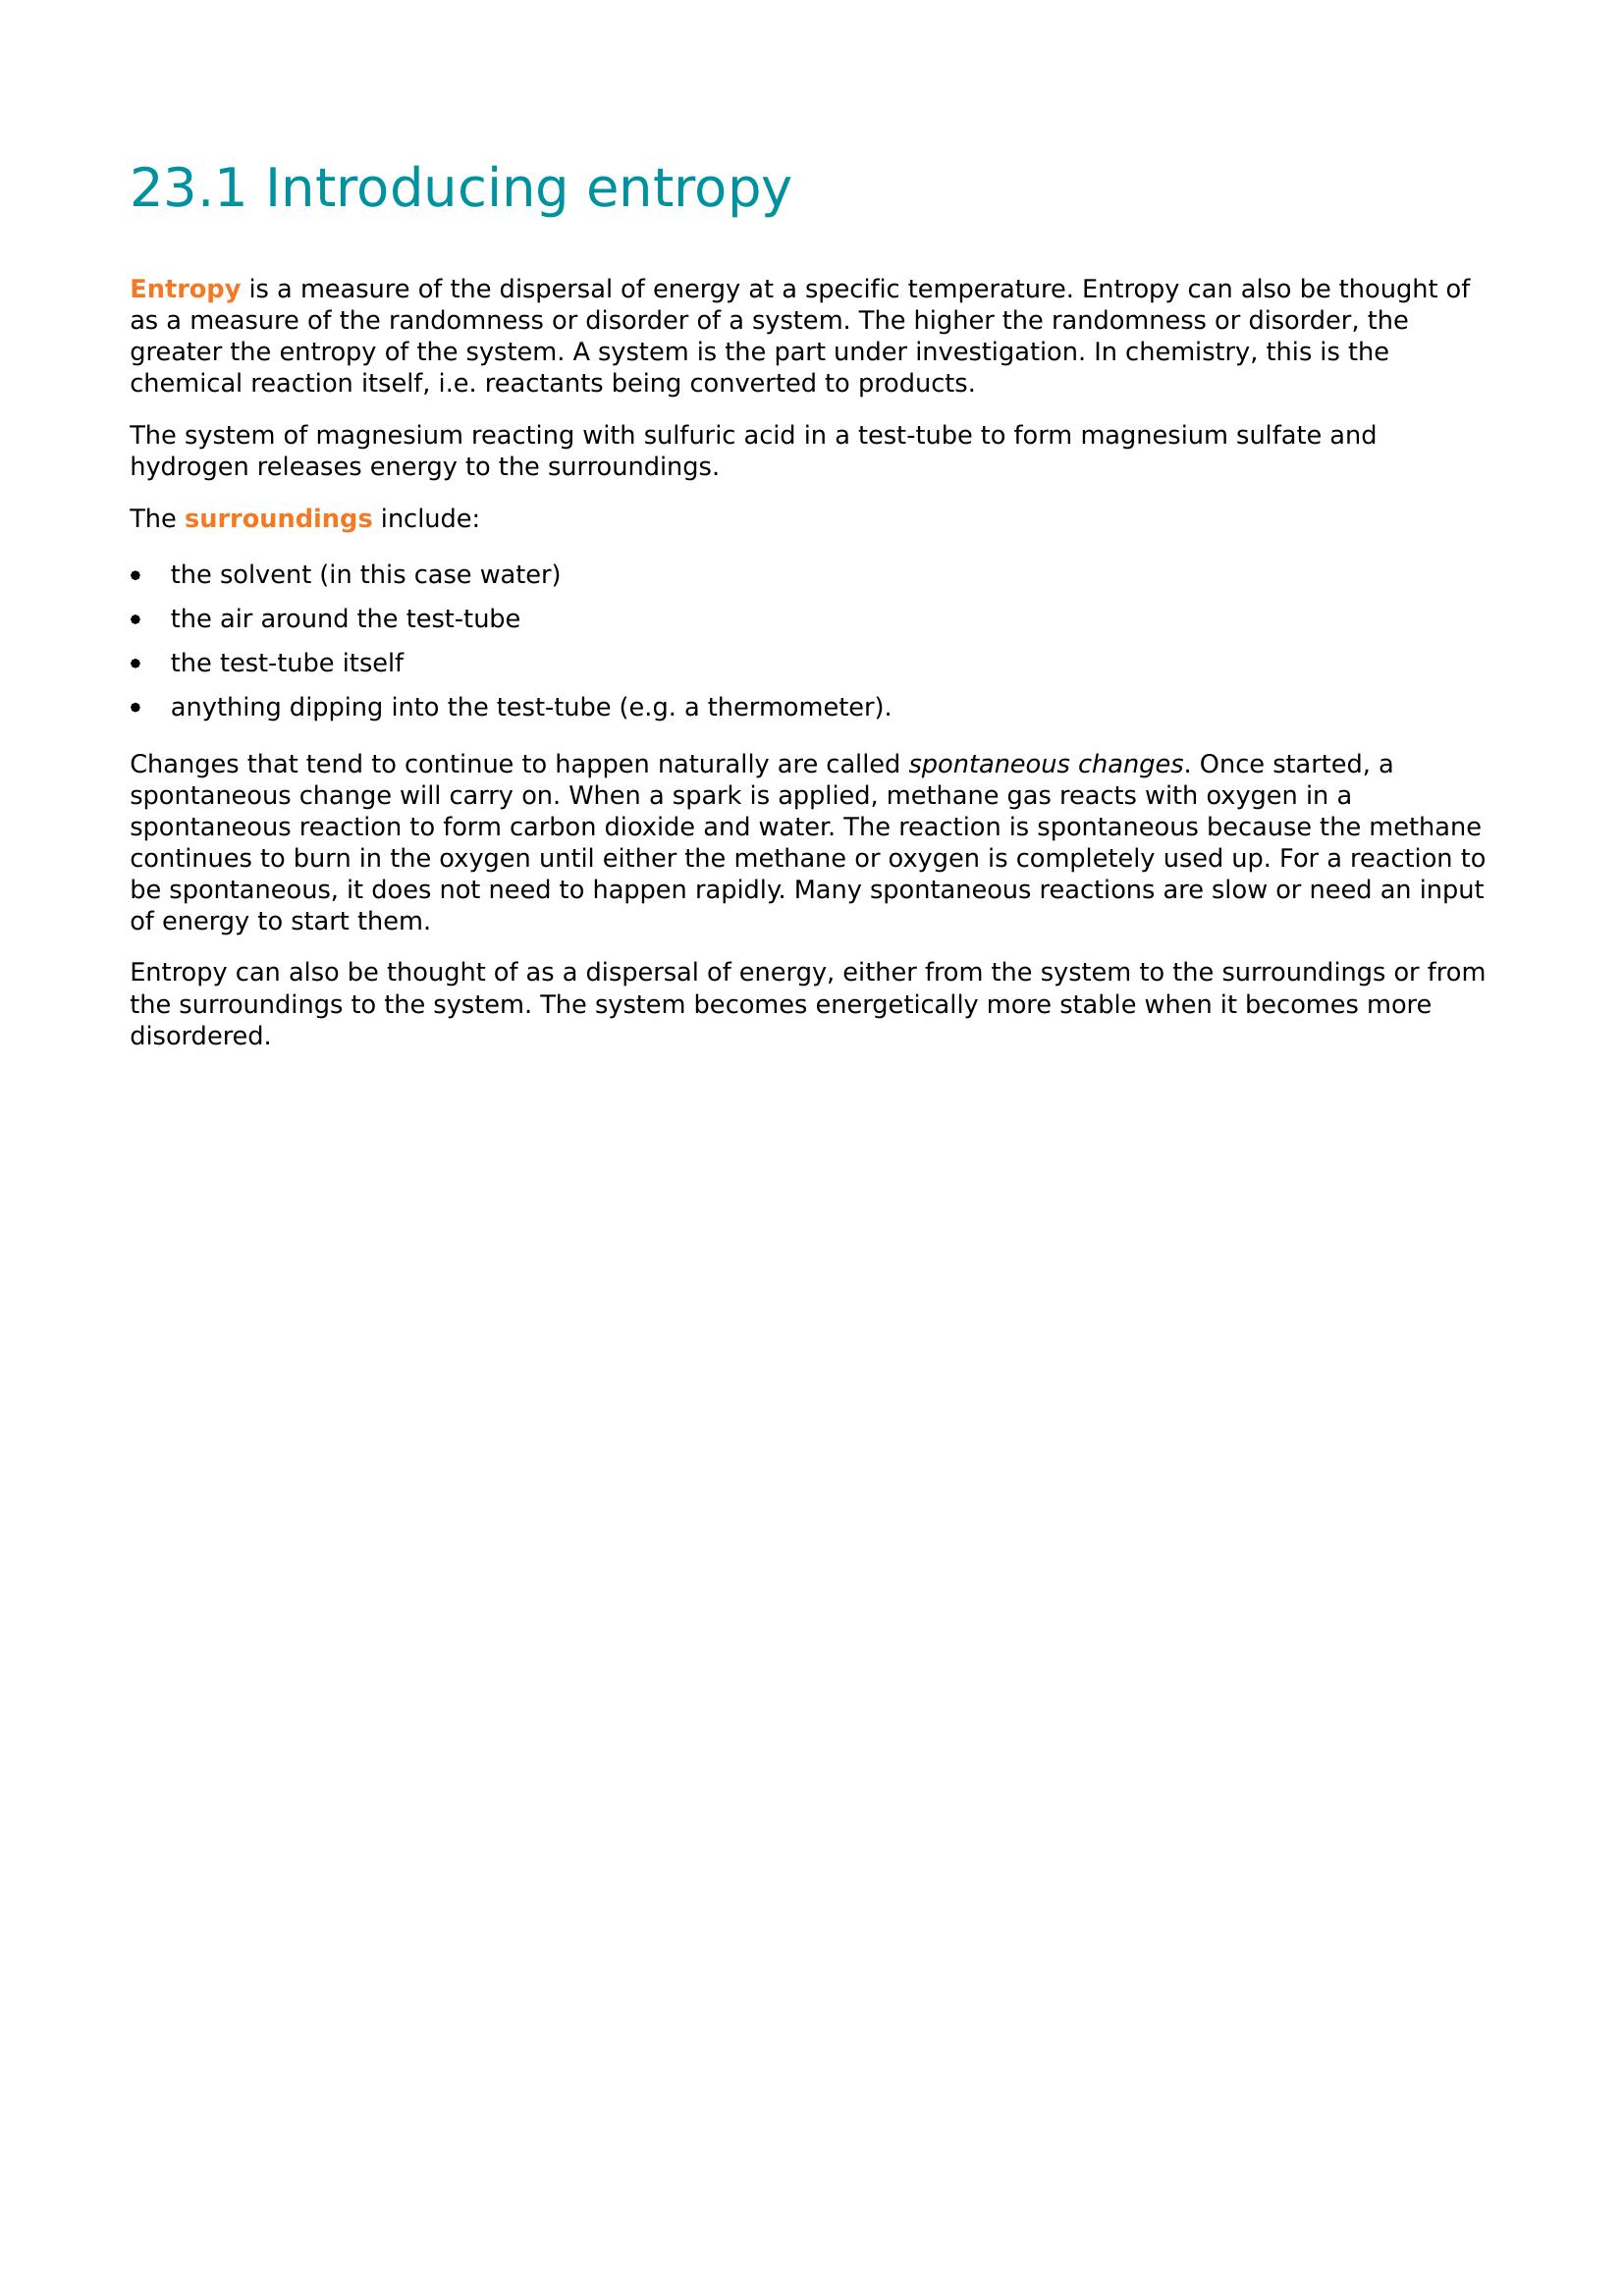 23.1 Introducing entropy
Entropy is a measure of the dispersal of energy at a specific temperature. Entropy can also be thought of
as a measure of the randomness or disorder of a system. The higher the randomness or disorder, the
greater the entropy of the system. A system is the part under investigation. In chemistry, this is the
chemical reaction itself, i.e. reactants being converted to products.
The system of magnesium reacting with sulfuric acid in a test-tube to form magnesium sulfate and
hydrogen releases energy to the surroundings.
The surroundings include:
• the solvent (in this case water)
• the air around the test-tube
• the test-tube itself
• anything dipping into the test-tube (e.g. a thermometer).
Changes that tend to continue to happen naturally are called spontaneous changes. Once started, a
spontaneous change will carry on. When a spark is applied, methane gas reacts with oxygen in a
spontaneous reaction to form carbon dioxide and water. The reaction is spontaneous because the methane
continues to burn in the oxygen until either the methane or oxygen is completely used up. For a reaction to
be spontaneous, it does not need to happen rapidly. Many spontaneous reactions are slow or need an input
of energy to start them.
Entropy can also be thought of as a dispersal of energy, either from the system to the surroundings or from
the surroundings to the system. The system becomes energetically more stable when it becomes more
disordered.